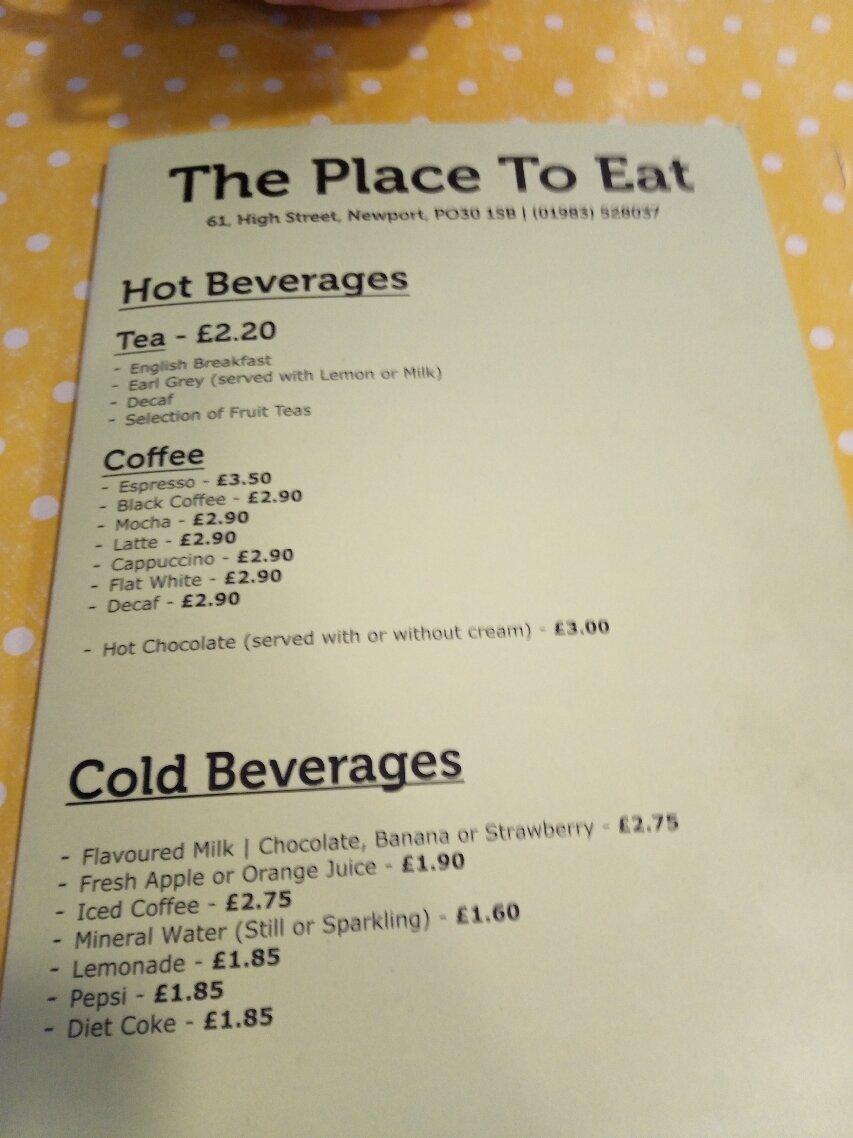 The Place To Eat
61, High Street, Newport, PO30 1SB | (01983) 528037
Hot Beverages
Tea - £2.20
- English Breakfast
- Earl Grey (served with Lemon or Milk)
- Decaf
- Selection of Fruit Teas
Coffee
- Espresso - £3.50
- Black Coffee - £2.90
- Mocha - £2.90
- Latte - £2.90
- Cappuccino - £2.90
- Flat White - £2.90
- Decaf - £2.90
- Hot Chocolate (served with or without cream) - £3.00
Cold Beverages
- Flavoured Milk | Chocolate, Banana or Strawberry - £2.75
- Fresh Apple or Orange Juice - £1.90
- Iced Coffee - £2.75
- Mineral Water (Still or Sparkling) - £1.60
- Lemonade - £1.85
- Pepsi - £1.85
- Diet Coke - £1.85